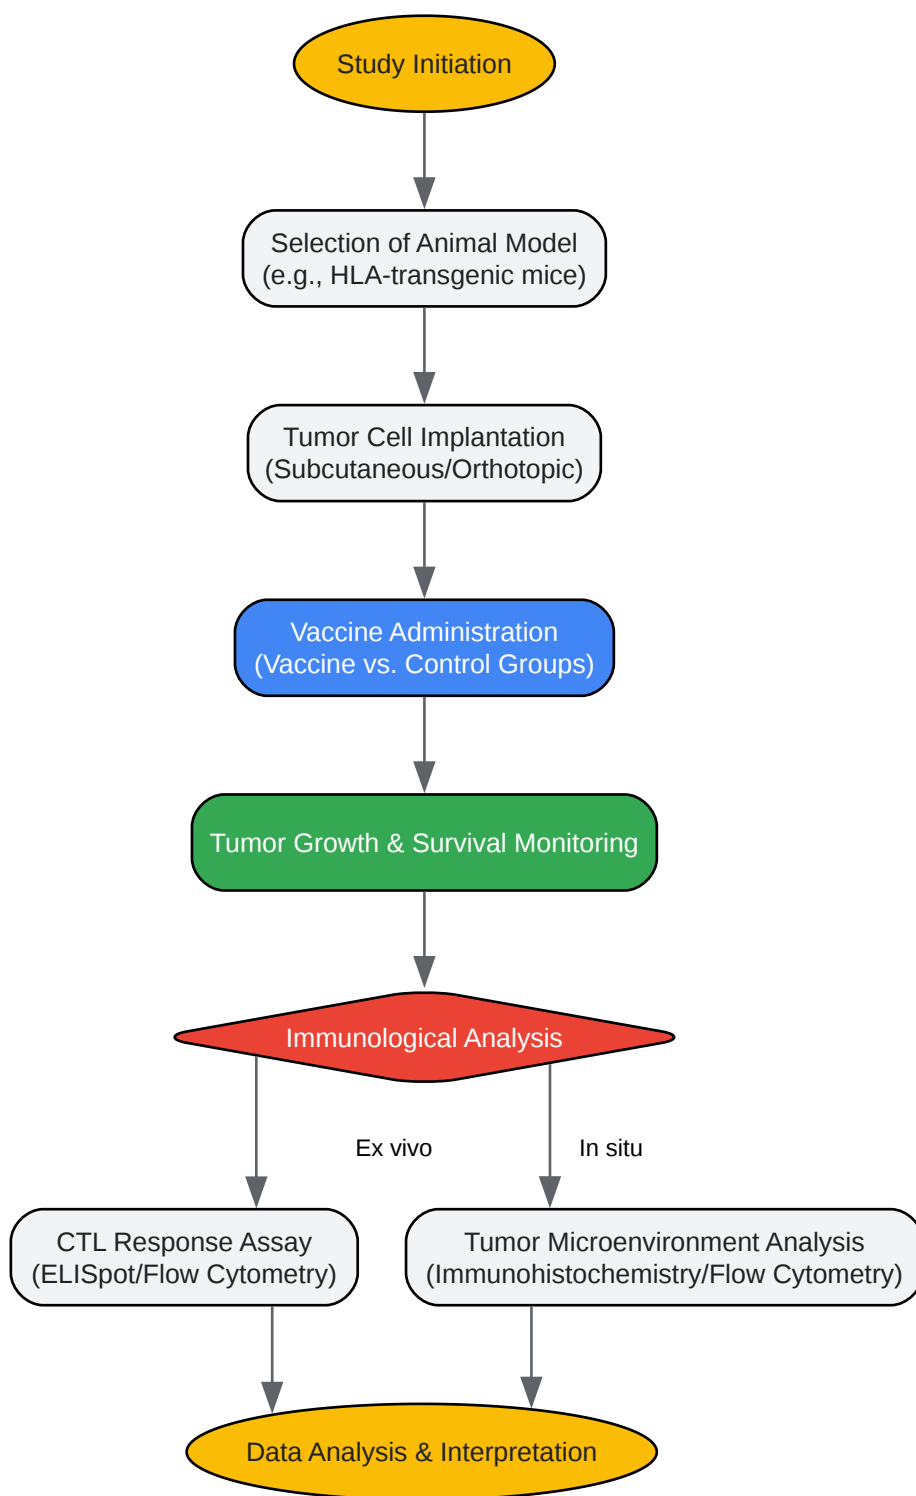 Study Initiation
Selection of Animal Model
(e.g., HLA-transgenic mice)
Tumor Cell Implantation
(Subcutaneous/Orthotopic)
Vaccine Administration
(Vaccine vs. Control Groups)
Tumor Growth & Survival Monitoring
Immunological Analysis
Ex vivo
In situ
CTL Response Assay
(ELISpot/Flow Cytometry)
Tumor Microenvironment Analysis
(Immunohistochemistry/Flow Cytometry)
Data Analysis & Interpretation